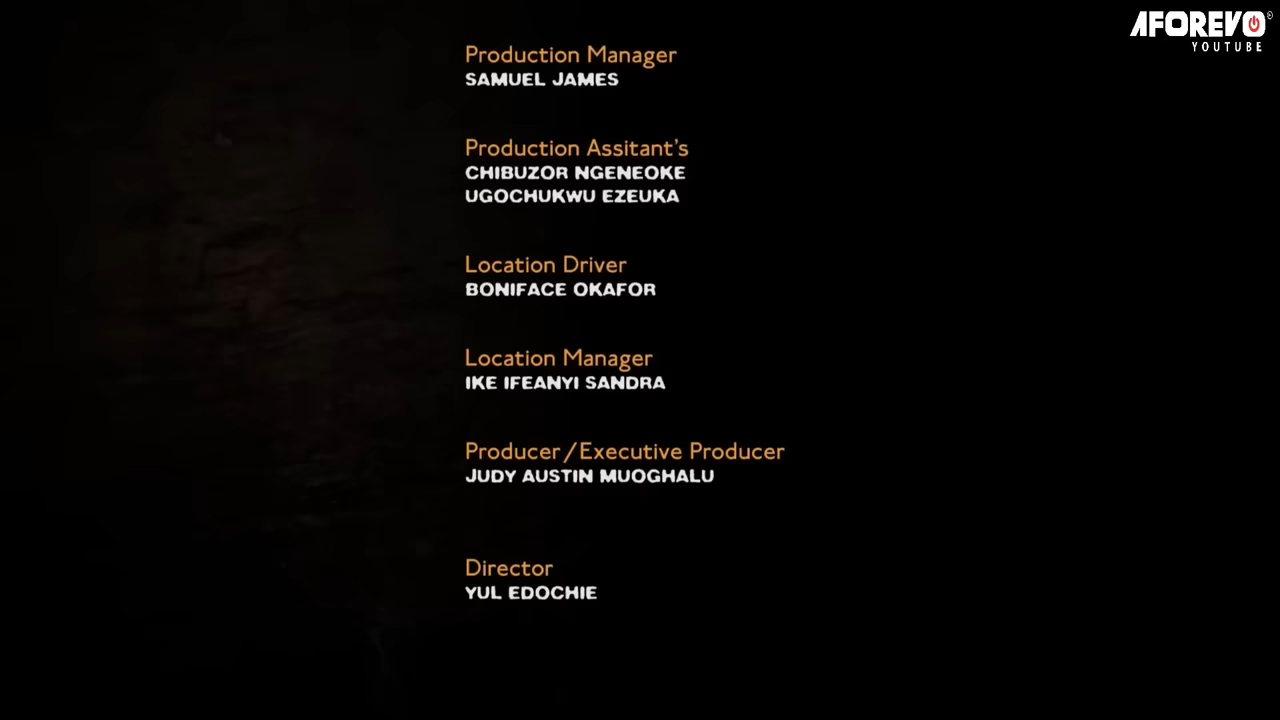 AFOREVO
YOUTUBE
Production Manager
SAMUEL JAMES
Production Assitant's
CHIBUZOR NGENEOKE
UGOCHUKWU EZEUKA
Location Driver
BONIFACE OKAFOR
Location Manager
IKE IFEANYI SANDRA
Producer/Executive Producer
JUDY AUSTIN MUOGHALU
Director
YUL EDOCHIE